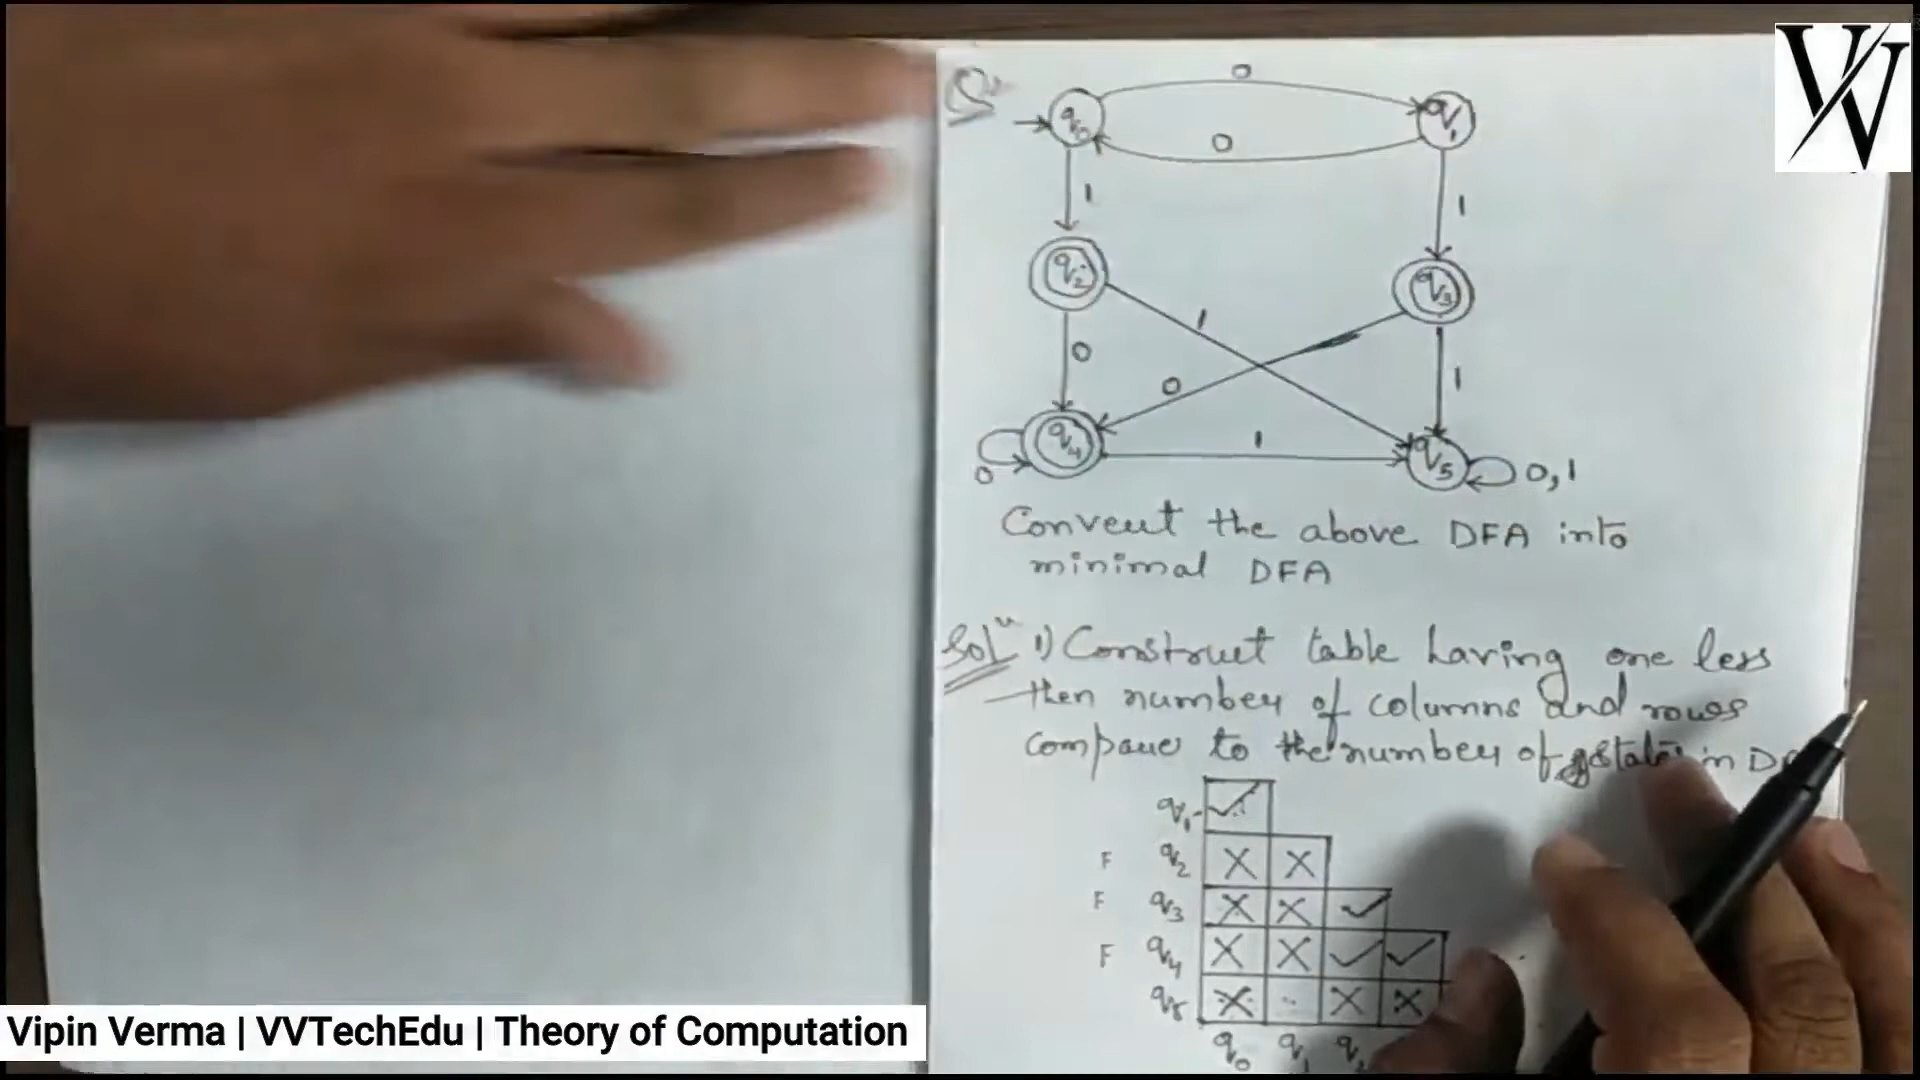 Qu
0
q0
q1
0
1
1
q2
q3
1
0
0
1
q4
1
q5
0
0,1
Convert the above DFA into
minimal DFA
Solⁿ 1) Construct table having one less
then number of columns and rows
compare to the number of states in
q1
F q2 X X
F q3 X X ✓
F q4 X X ✓ ✓
q5 X X X
q0 q1
VV
Vipin Verma | VVTechEdu | Theory of Computation